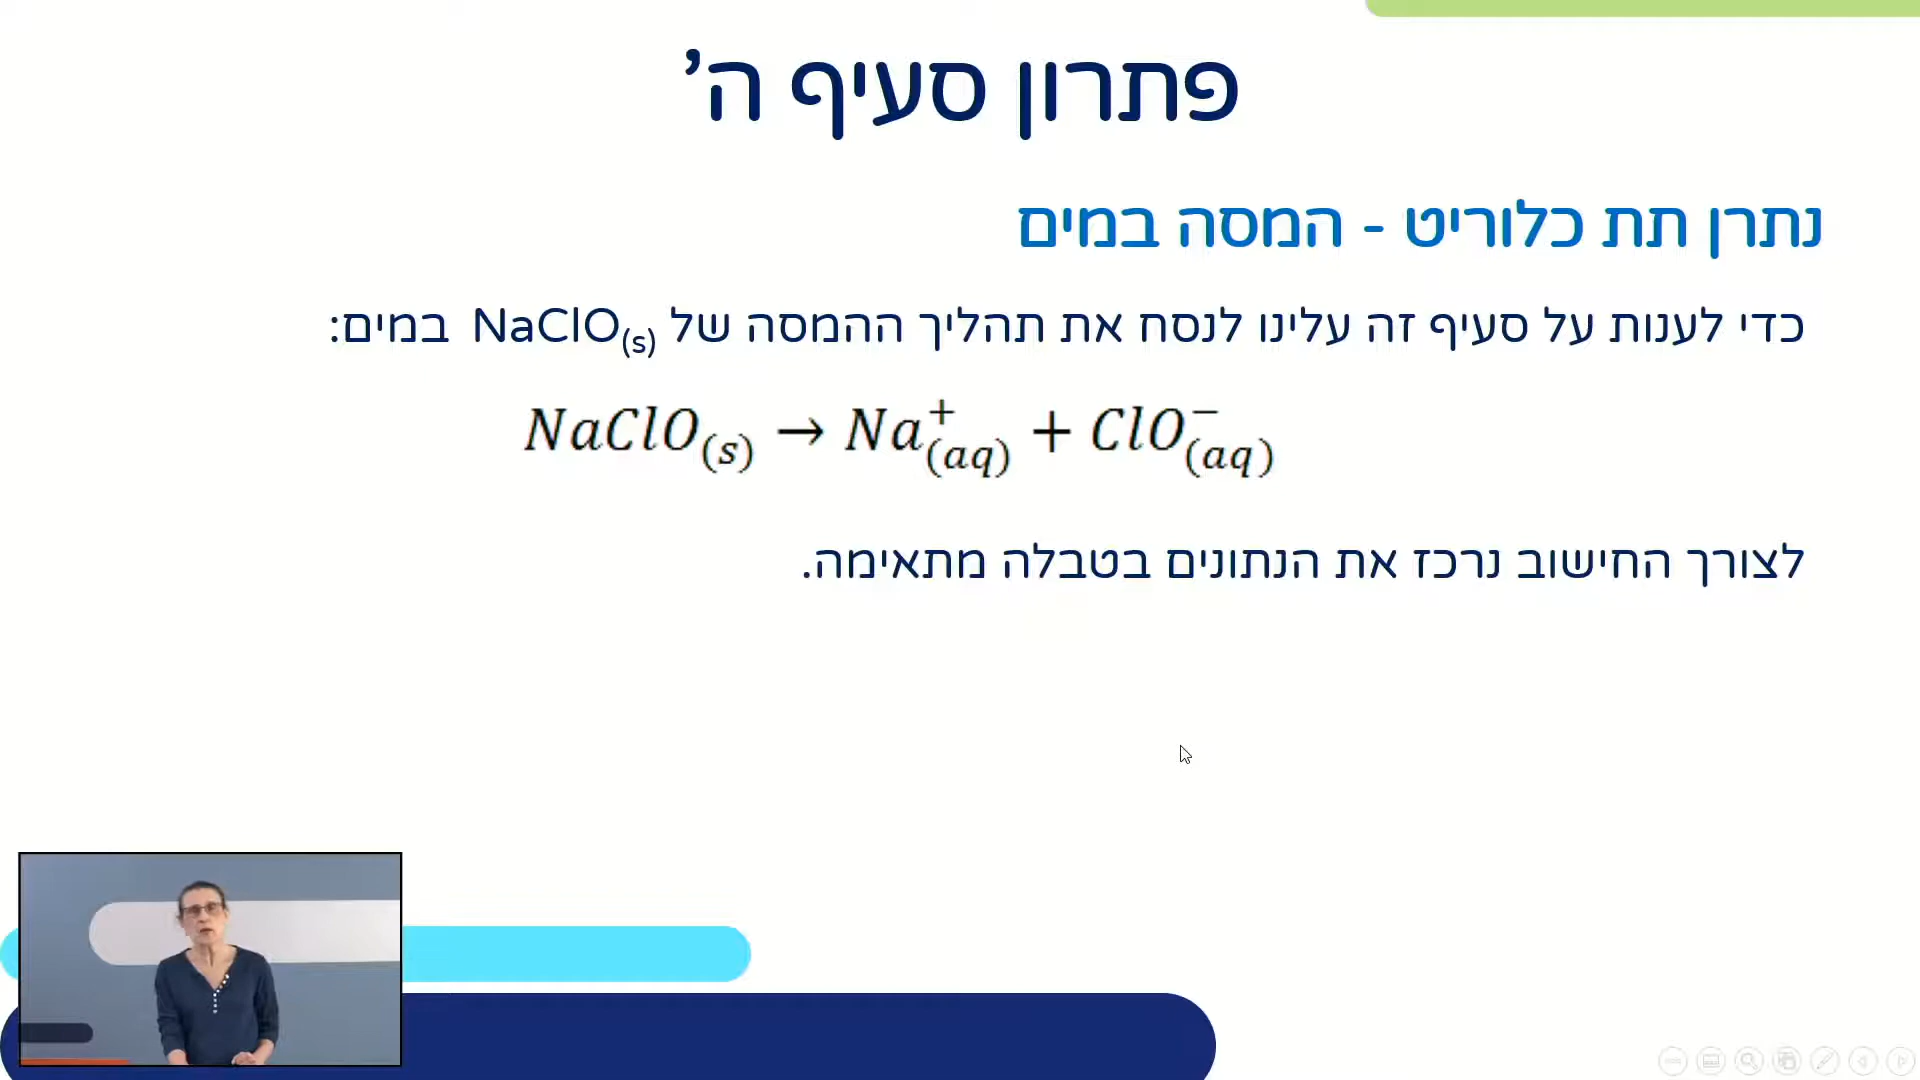 פתרון סעיף ה'
נתרן תת כלוריט - המסה במים
כדי לענות על סעיף זה עלינו לנסח את תהליך ההמסה של NaClO(s) במים:
NaClO(s) → Na⁺(aq) + ClO⁻(aq)
לצורך החישוב נרכז את הנתונים בטבלה מתאימה.